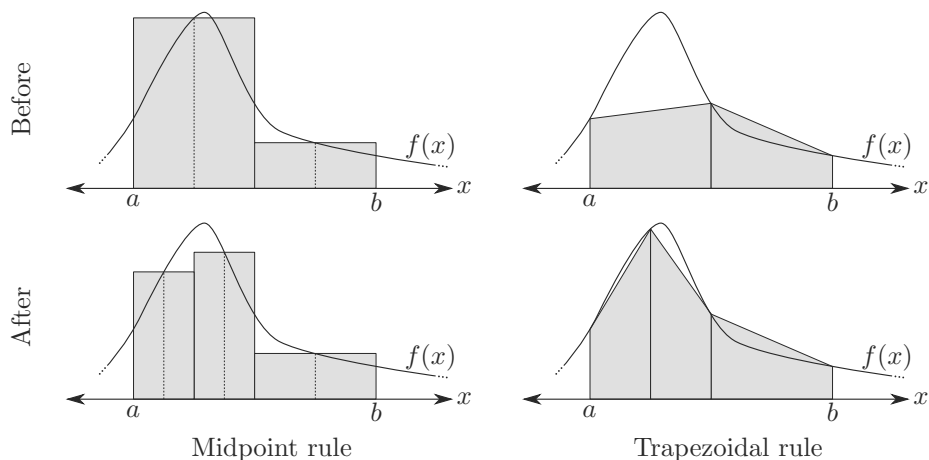 Before
f(x)
x
a
b
f(x)
x
a
b
After
f(x)
x
a
b
f(x)
x
a
b
Midpoint rule
Trapezoidal rule